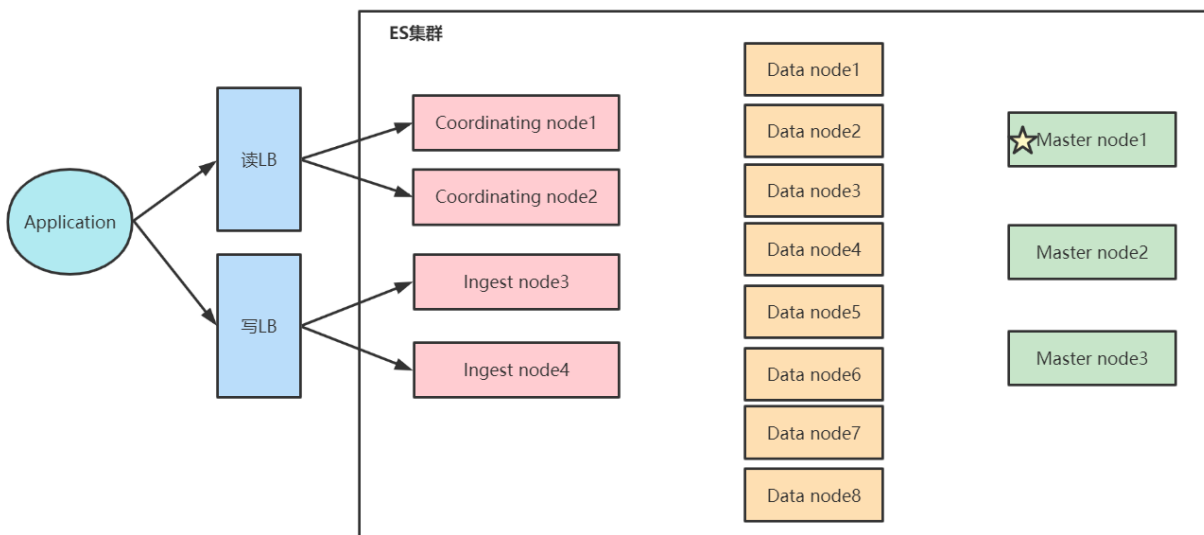 ES集群
Application
读LB
写LB
Coordinating node1
Coordinating node2
Ingest node3
Ingest node4
Data node1
Data node2
Data node3
Data node4
Data node5
Data node6
Data node7
Data node8
Master node1
Master node2
Master node3